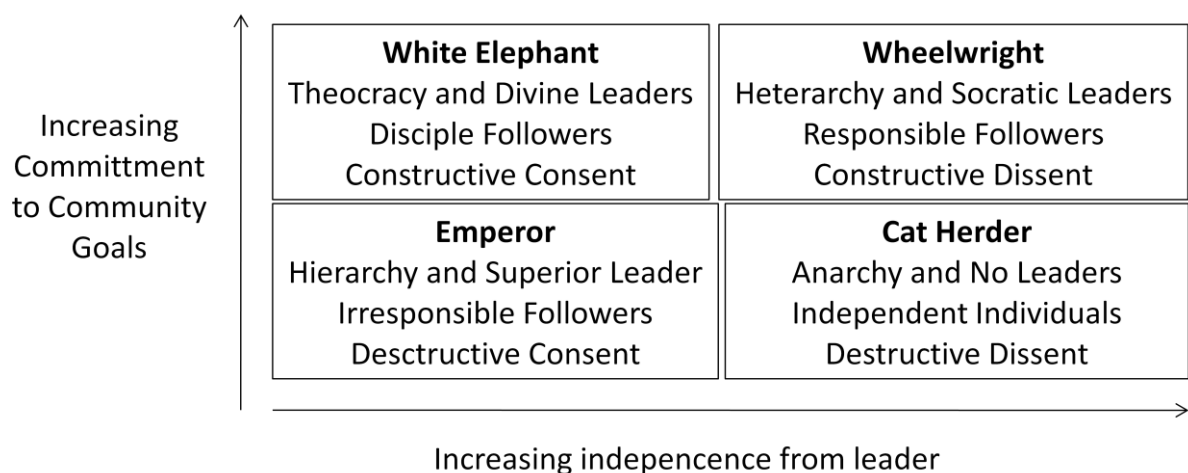 Increasing
Committment
to Community
Goals
White Elephant
Theocracy and Divine Leaders
Disciple Followers
Constructive Consent
Wheelwright
Heterarchy and Socratic Leaders
Responsible Followers
Constructive Dissent
Emperor
Hierarchy and Superior Leader
Irresponsible Followers
Desctructive Consent
Cat Herder
Anarchy and No Leaders
Independent Individuals
Destructive Dissent
Increasing indepencence from leader